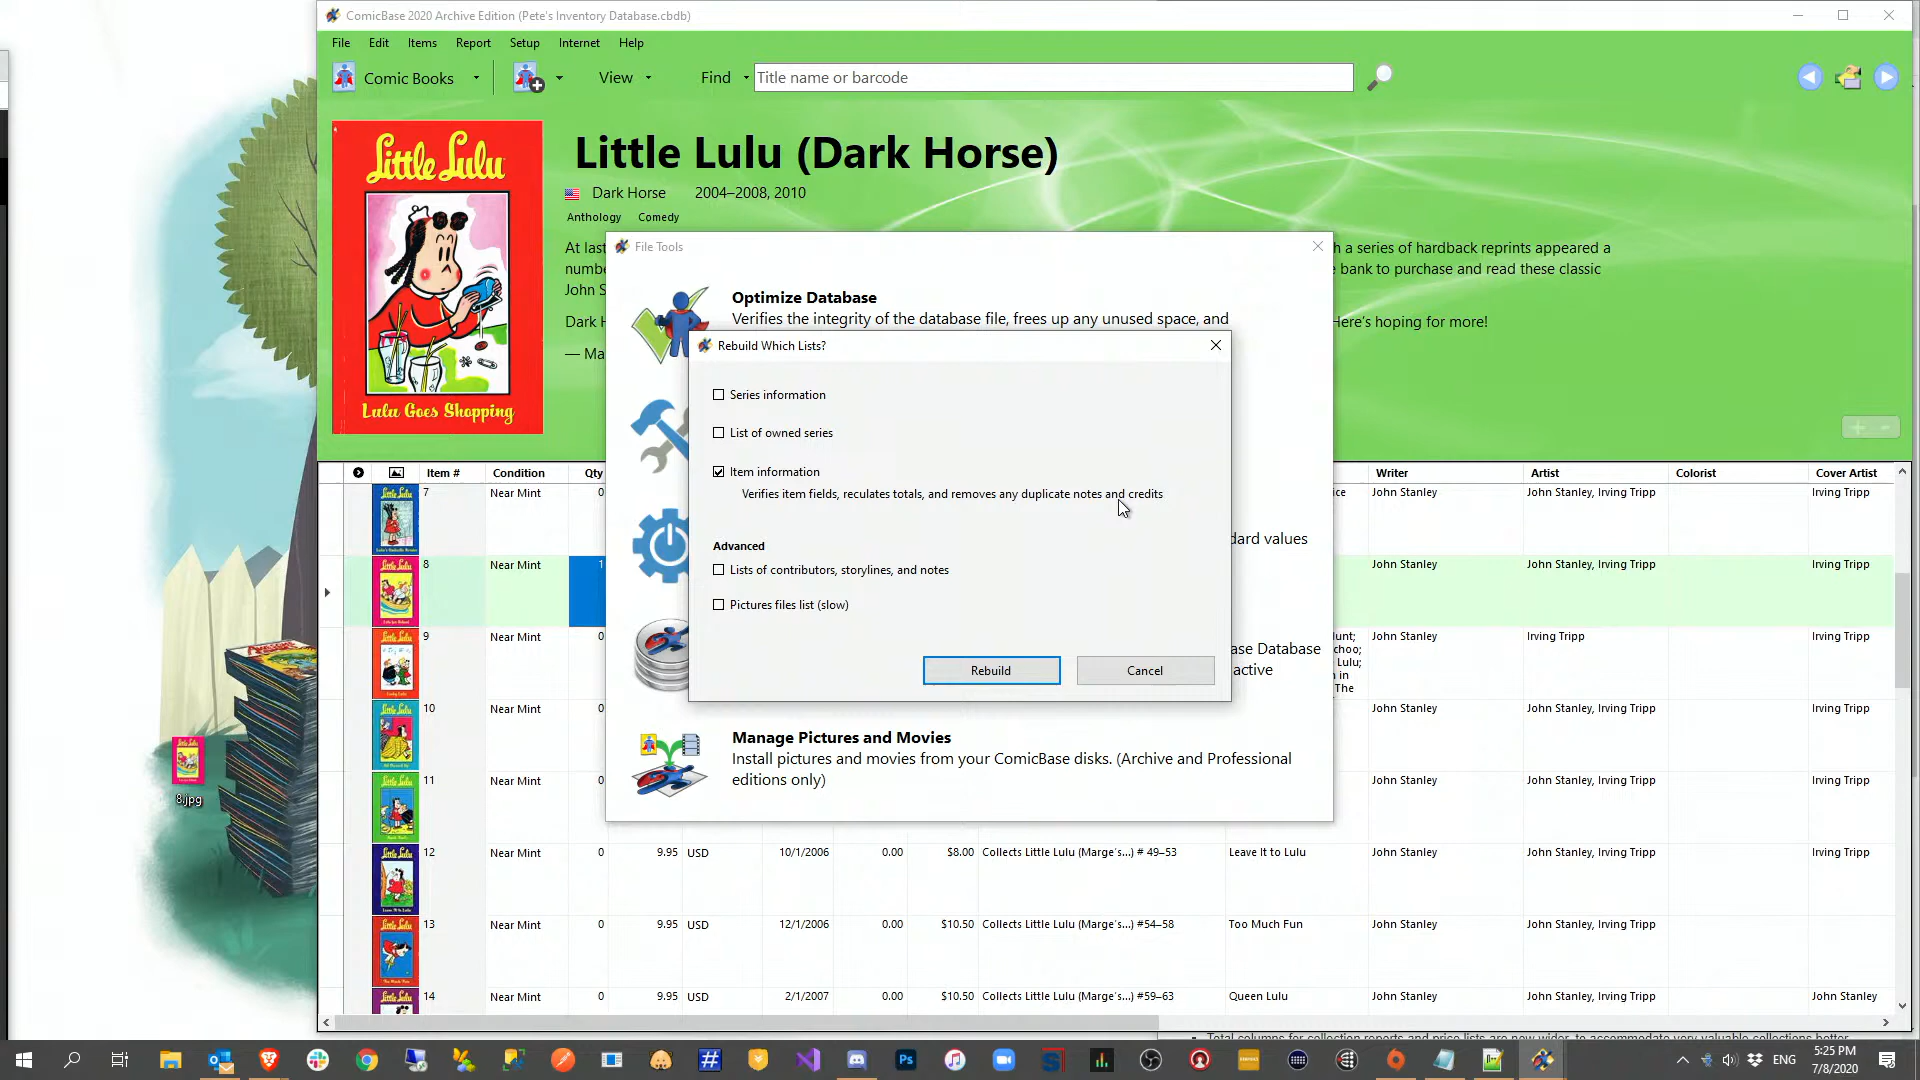 ComicBase 2020 Archive Edition (Pete's Inventory Database.cbdb)
File Edit Items Report Setup Internet Help
Comic Books View Find Title name or barcode
Little Lulu
Lulu Goes Shopping
Little Lulu (Dark Horse)
Dark Horse 2004–2008, 2010
Anthology Comedy
At last
h a series of hardback reprints appeared a
numbe
bank to purchase and read these classic
John S
Dark H
Here's hoping for more!
— Ma
File Tools
Optimize Database
Verifies the integrity of the database file, frees up any unused space, and
dard values
ase Database
active
Manage Pictures and Movies
Install pictures and movies from your ComicBase disks. (Archive and Professional
editions only)
Rebuild Which Lists?
Series information
List of owned series
Item information
Verifies item fields, reculates totals, and removes any duplicate notes and credits
Advanced
Lists of contributors, storylines, and notes
Pictures files list (slow)
Rebuild Cancel
Item # Condition Qty Writer Artist Colorist Cover Artist
7 Near Mint 0 ice John Stanley John Stanley, Irving Tripp Irving Tripp
8 Near Mint 1 John Stanley John Stanley, Irving Tripp Irving Tripp
9 Near Mint 0 John Stanley Irving Tripp Irving Tripp
unt;
choo;
Lulu;
n in
The
10 Near Mint 0 John Stanley John Stanley, Irving Tripp Irving Tripp
11 Near Mint 0 John Stanley John Stanley, Irving Tripp Irving Tripp
12 Near Mint 0 9.95 USD 10/1/2006 0.00 $8.00 Collects Little Lulu (Marge's...) # 49–53 Leave It to Lulu John Stanley John Stanley, Irving Tripp Irving Tripp
13 Near Mint 0 9.95 USD 12/1/2006 0.00 $10.50 Collects Little Lulu (Marge's...) #54–58 Too Much Fun John Stanley John Stanley, Irving Tripp
14 Near Mint 0 9.95 USD 2/1/2007 0.00 $10.50 Collects Little Lulu (Marge's...) #59–63 Queen Lulu John Stanley John Stanley, Irving Tripp John Stanley
8.jpg
ENG
5:25 PM
7/8/2020